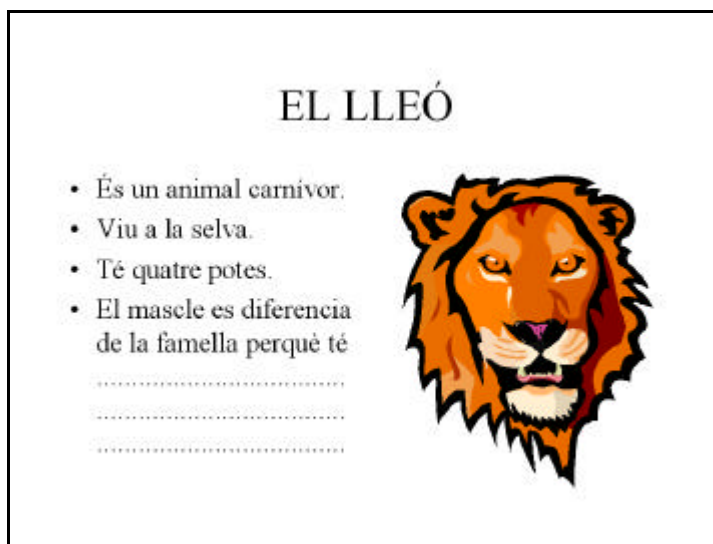 EL LLEÓ
• És un animal carnívor.
• Viu a la selva.
• Té quatre potes.
• El mascle es diferencia
de la famella perquè té
......................................
......................................
......................................